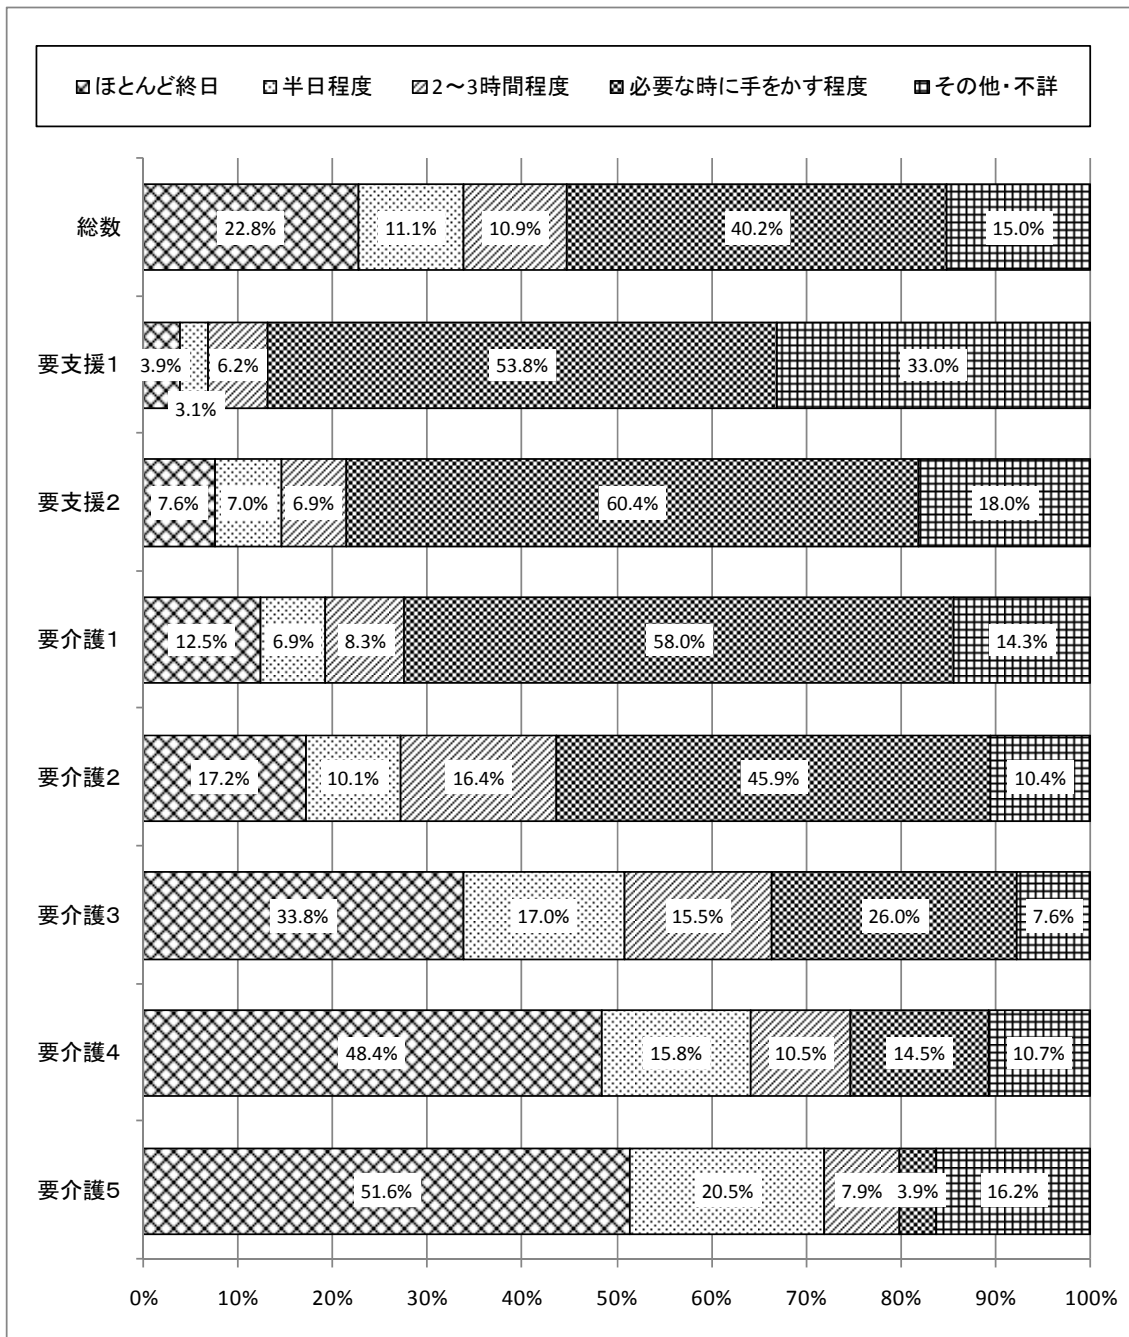 ほとんど終日 半日程度 2～3時間程度 必要な時に手をかす程度 その他・不詳
総数 22.8% 11.1% 10.9% 40.2% 15.0%
要支援1 3.9% 6.2% 53.8% 33.0%
3.1%
要支援2 7.6% 7.0% 6.9% 60.4% 18.0%
要介護1 12.5% 6.9% 8.3% 58.0% 14.3%
要介護2 17.2% 10.1% 16.4% 45.9% 10.4%
要介護3 33.8% 17.0% 15.5% 26.0% 7.6%
要介護4 48.4% 15.8% 10.5% 14.5% 10.7%
要介護5 51.6% 20.5% 7.9% 3.9% 16.2%
0% 10% 20% 30% 40% 50% 60% 70% 80% 90% 100%